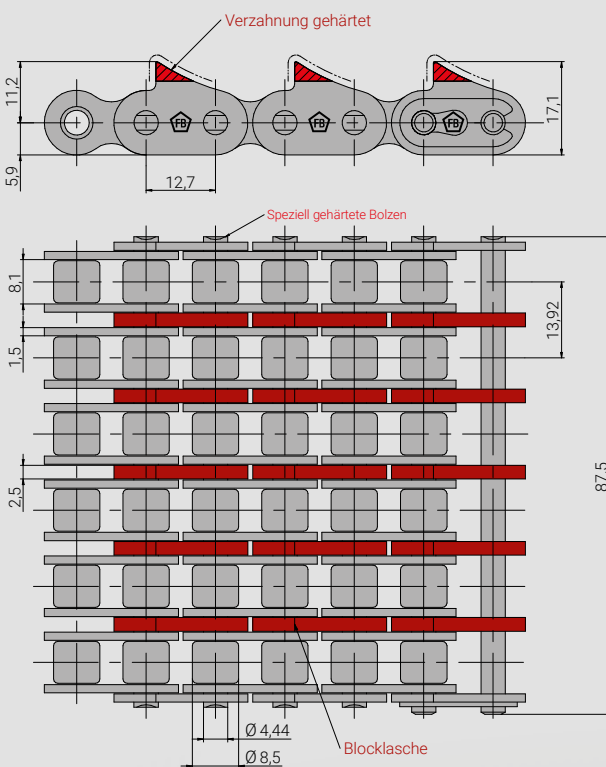 Verzahnung gehärtet
11,2
5,9
17,1
FB
FB
FB
12,7
Speziell gehärtete Bolzen
8,1
1,5
13,92
2,5
87,5
Ø 4,44
Ø 8,5
Blocklasche